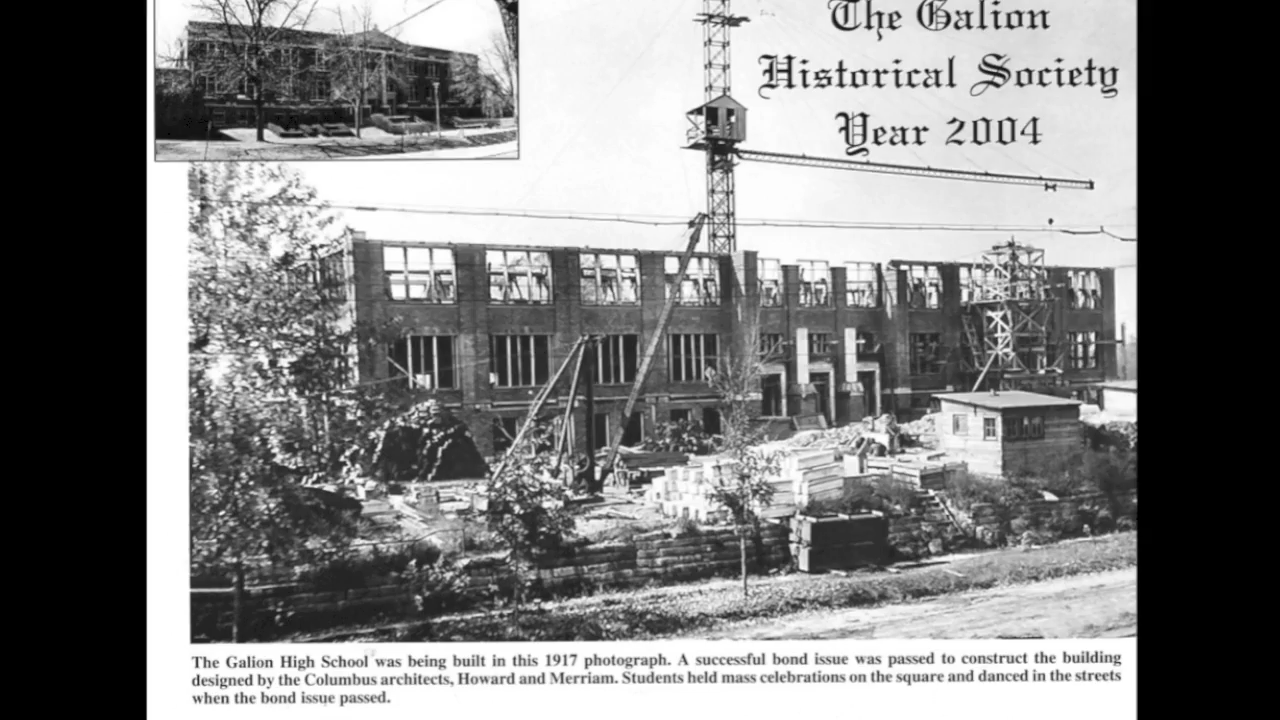 The Galion
Historical Society
Year 2004
The Galion High School was being built in this 1917 photograph. A successful bond issue was passed to construct the building
designed by the Columbus architects, Howard and Merriam. Students held mass celebrations on the square and danced in the streets
when the bond issue passed.